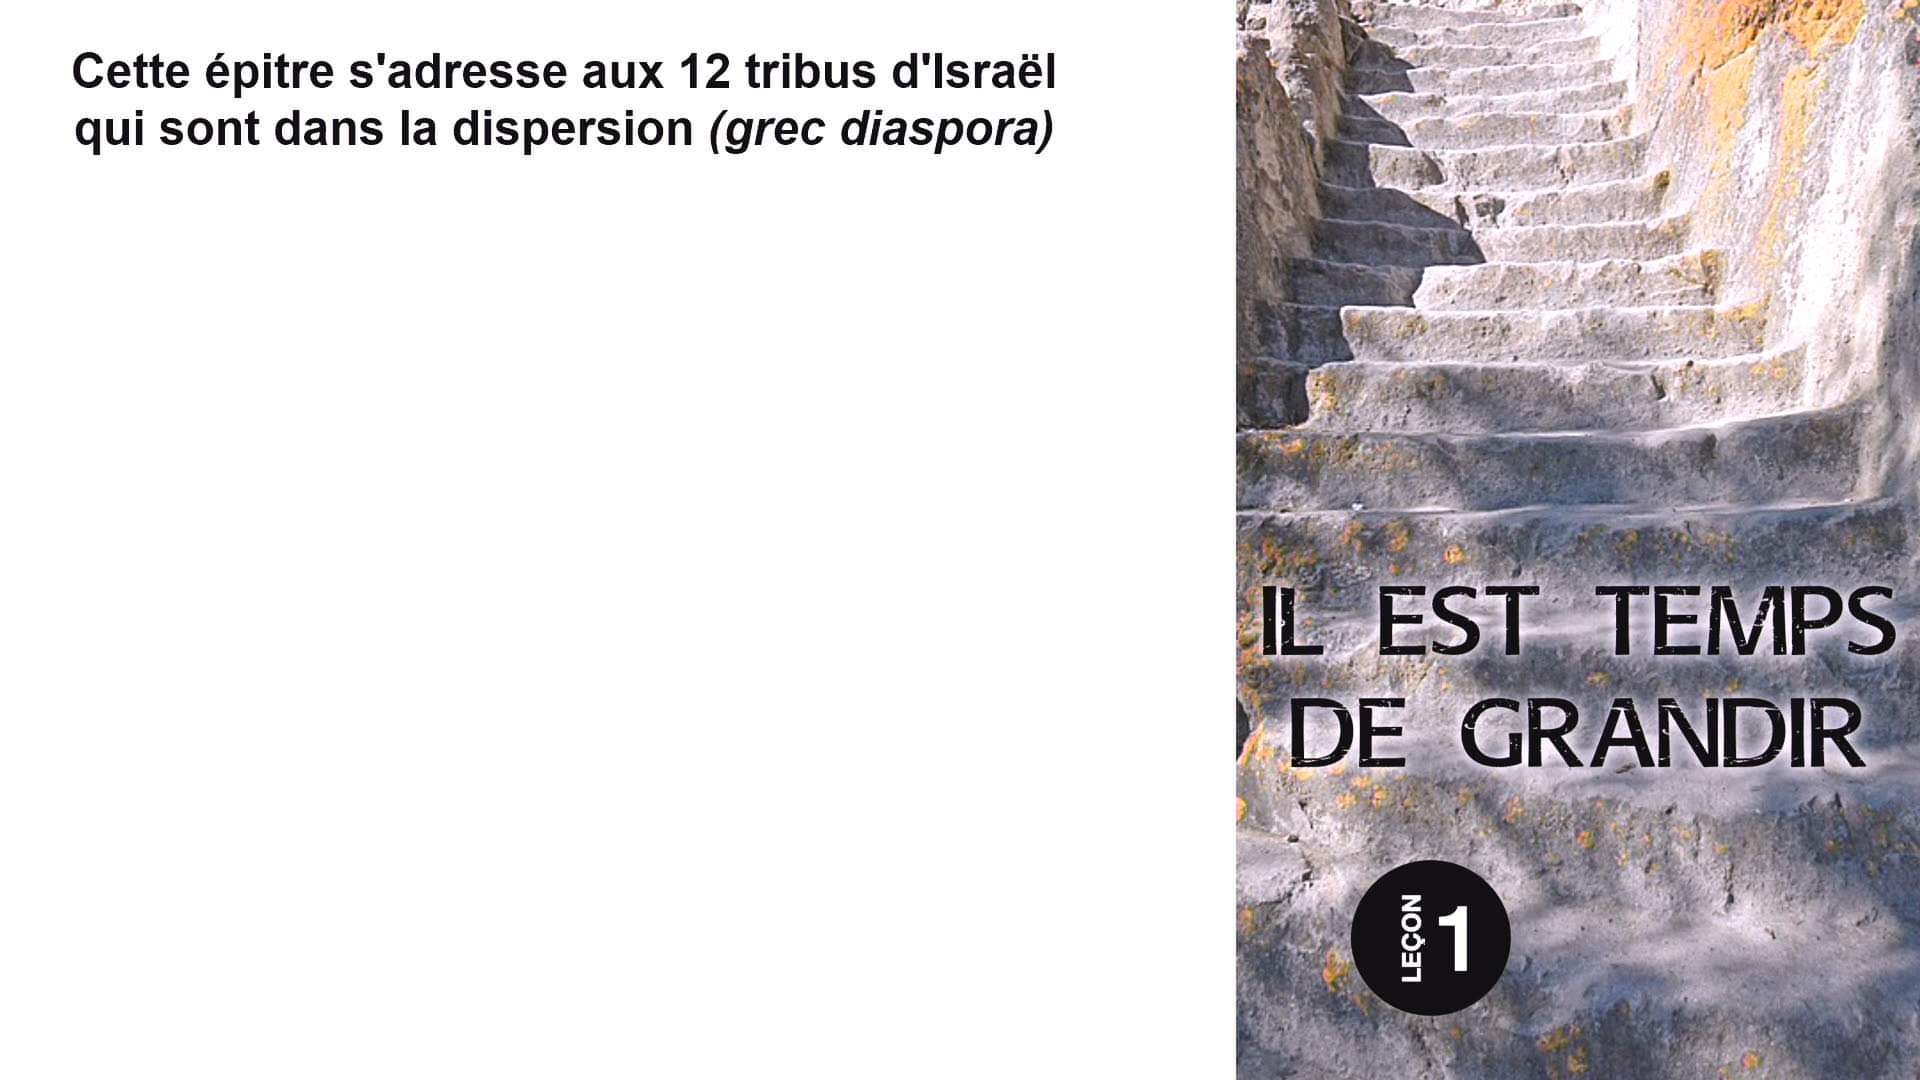 Cette épitre s'adresse aux 12 tribus d'Israël
qui sont dans la dispersion (grec diaspora)
IL EST TEMPS
DE GRANDIR
LEÇON 1